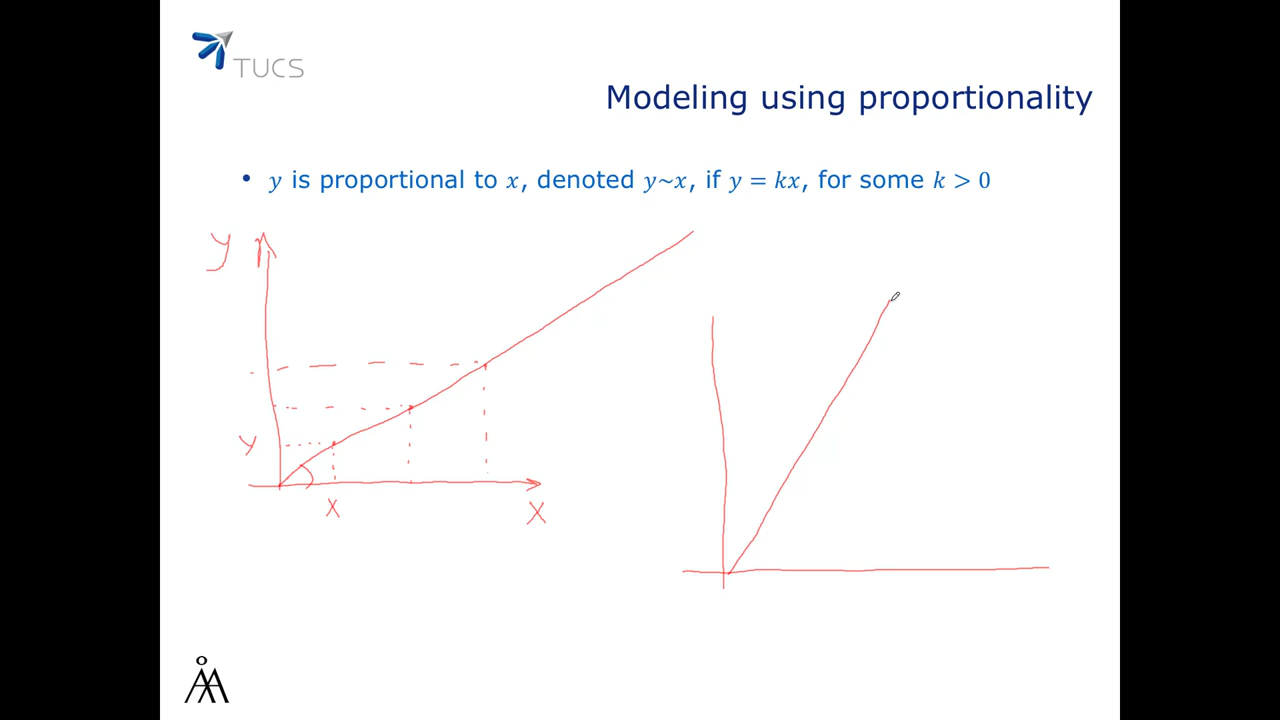 TUCS
Modeling using proportionality
• y is proportional to x, denoted y~x, if y = kx, for some k > 0
y
y
x
x